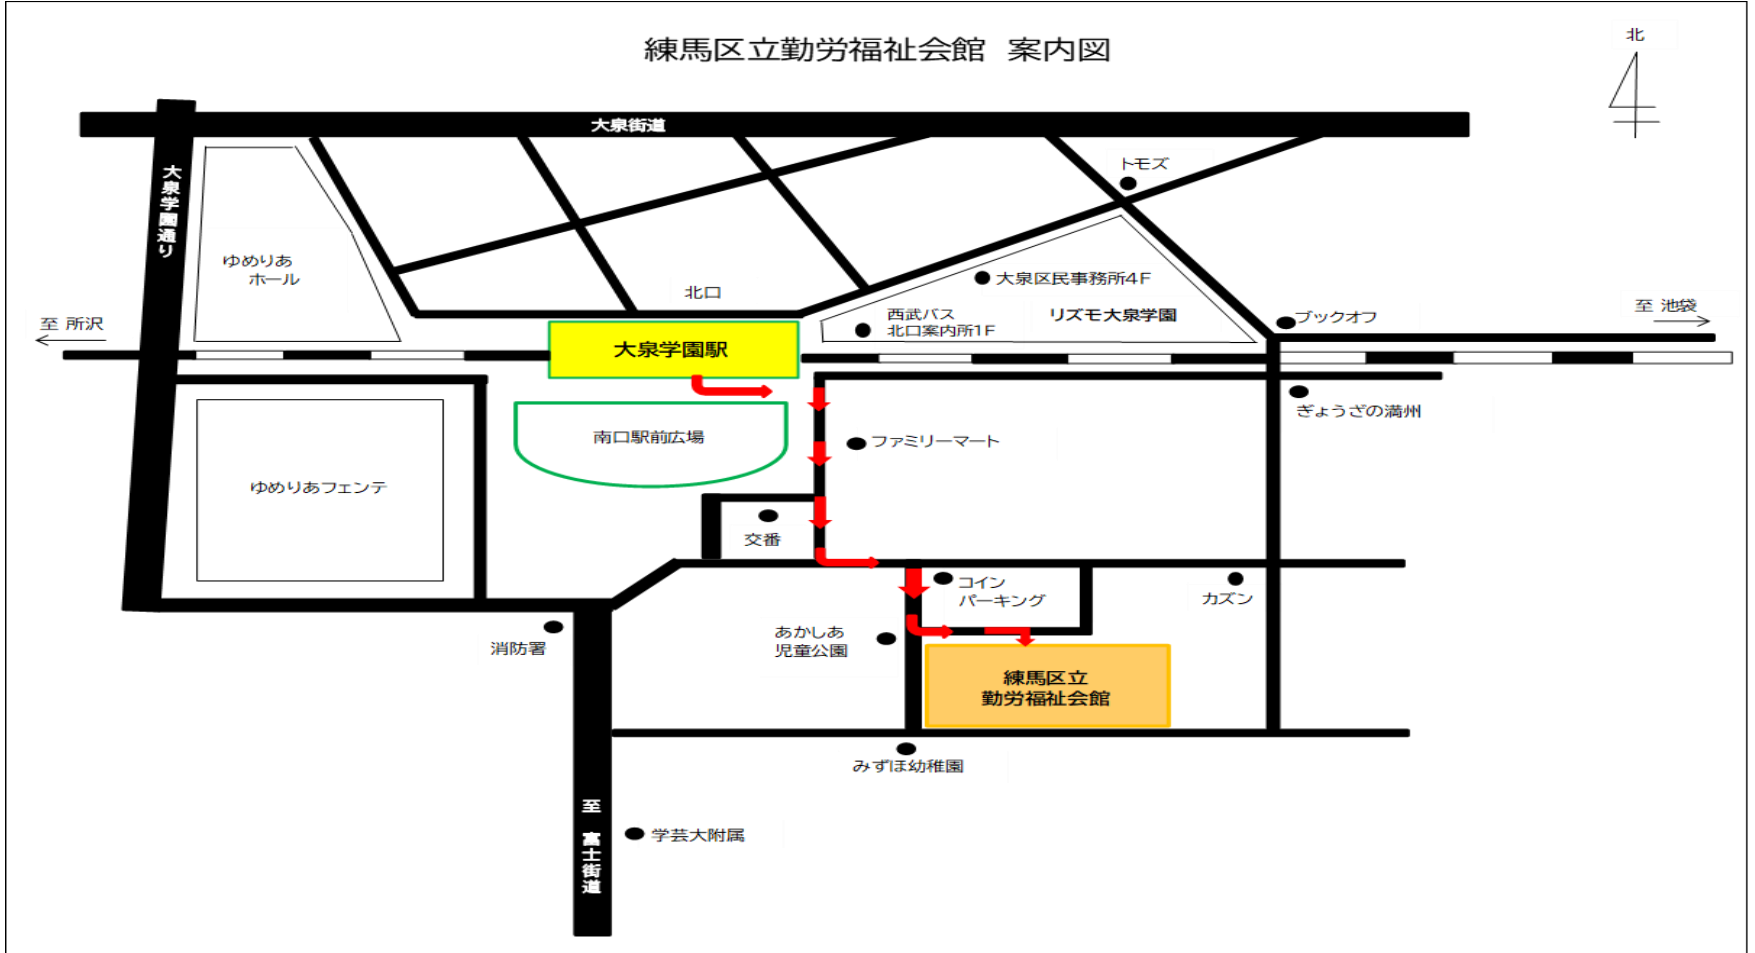 練馬区立勤労福祉会館 案内図
北
大泉街道
大泉学園通り
トモズ
ゆめりあ
ホール
大泉区民事務所4F
北口
西武バス
北口案内所1F
リズモ大泉学園
ブックオフ
至 池袋
至 所沢
大泉学園駅
ぎょうざの満州
南口駅前広場
ファミリーマート
ゆめりあフェンテ
交番
コイン
パーキング
カズン
あかしあ
児童公園
消防署
練馬区立
勤労福祉会館
みずほ幼稚園
至 富士街道
学芸大附属